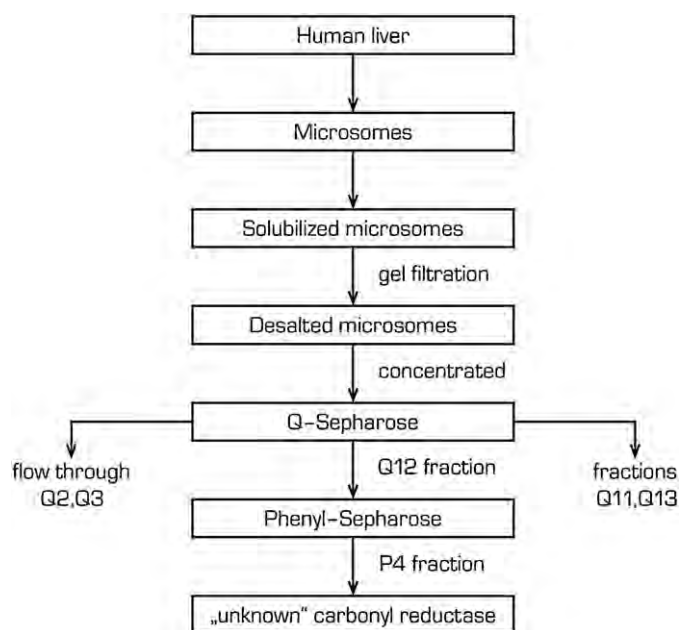 Human liver
Microsomes
Solubilized microsomes
gel filtration
Desalted microsomes
concentrated
Q-Sepharose
flow through
Q2,Q3
Q12 fraction
fractions
Q11,Q13
Phenyl-Sepharose
P4 fraction
„unknown“ carbonyl reductase